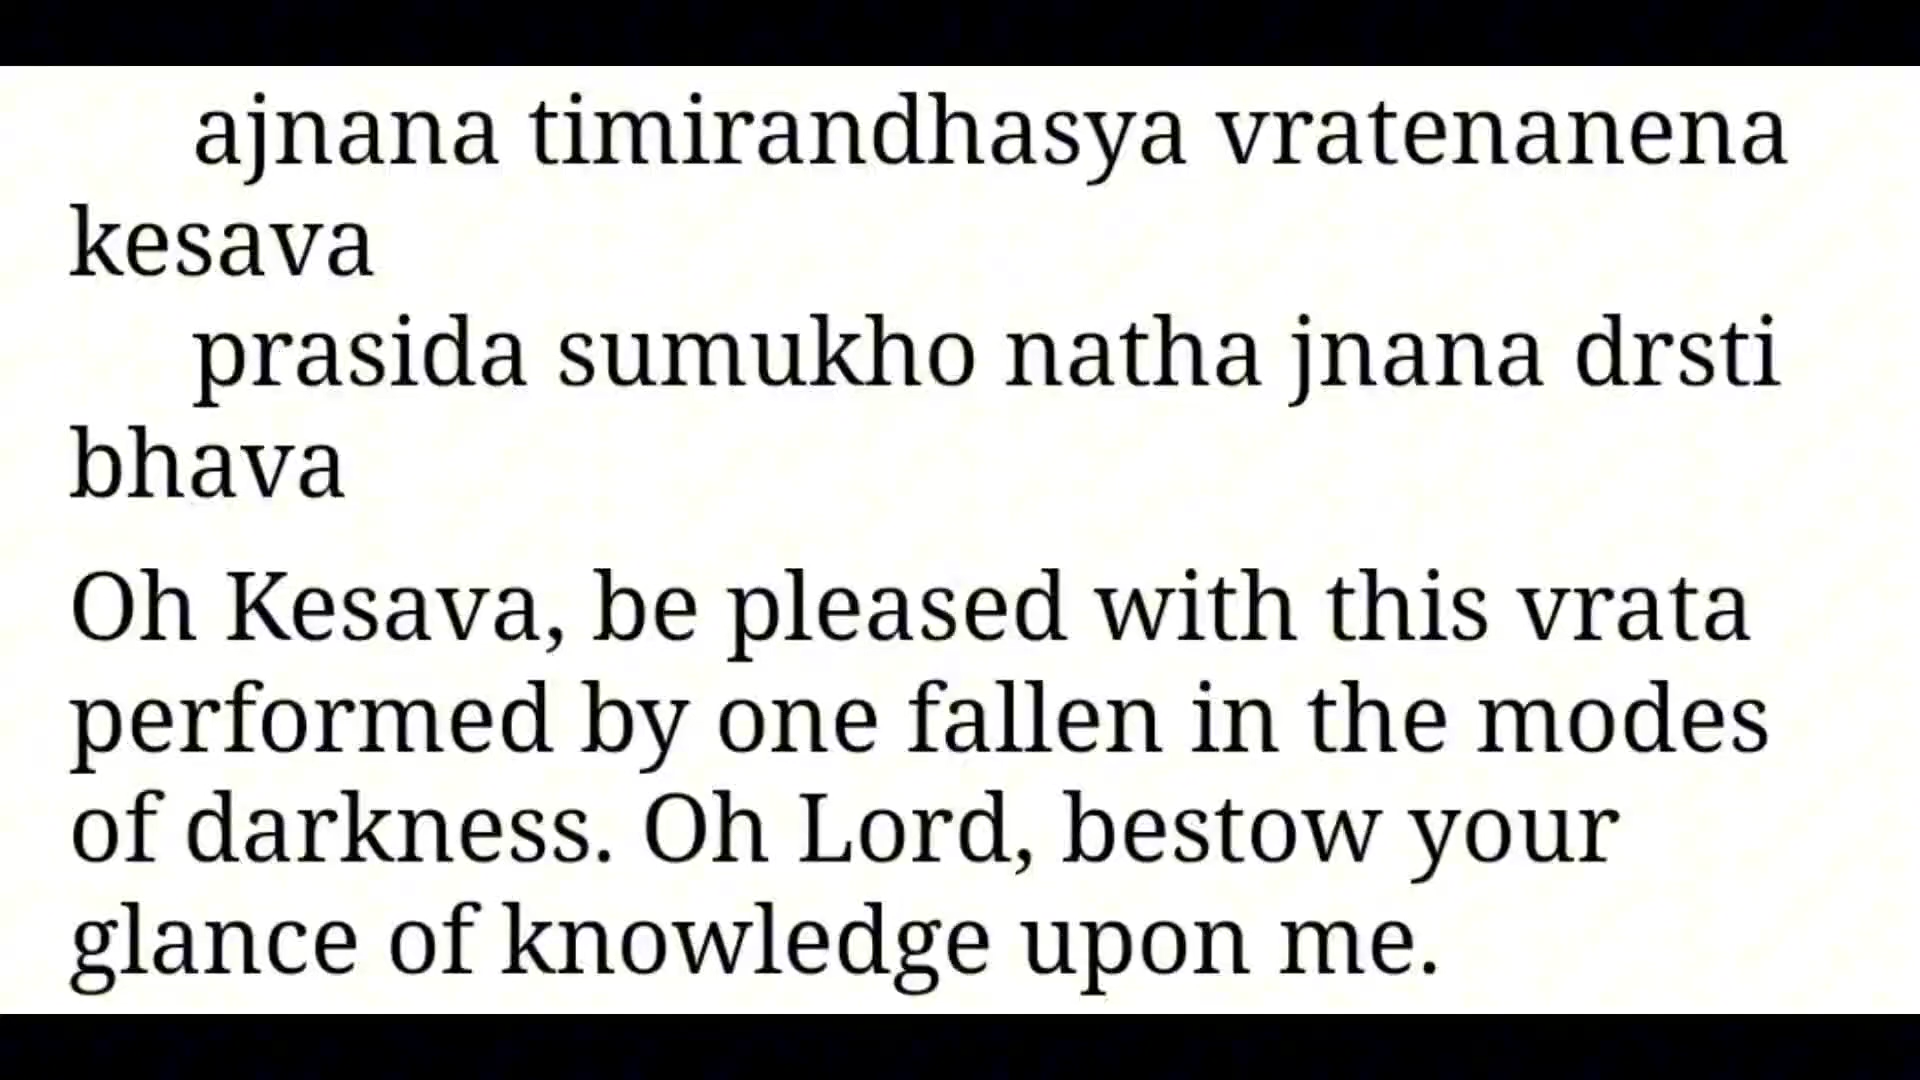 ajnana timirandhasya vratenanena
kesava
prasida sumukho natha jnana drsti
bhava
Oh Kesava, be pleased with this vrata
performed by one fallen in the modes
of darkness. Oh Lord, bestow your
glance of knowledge upon me.